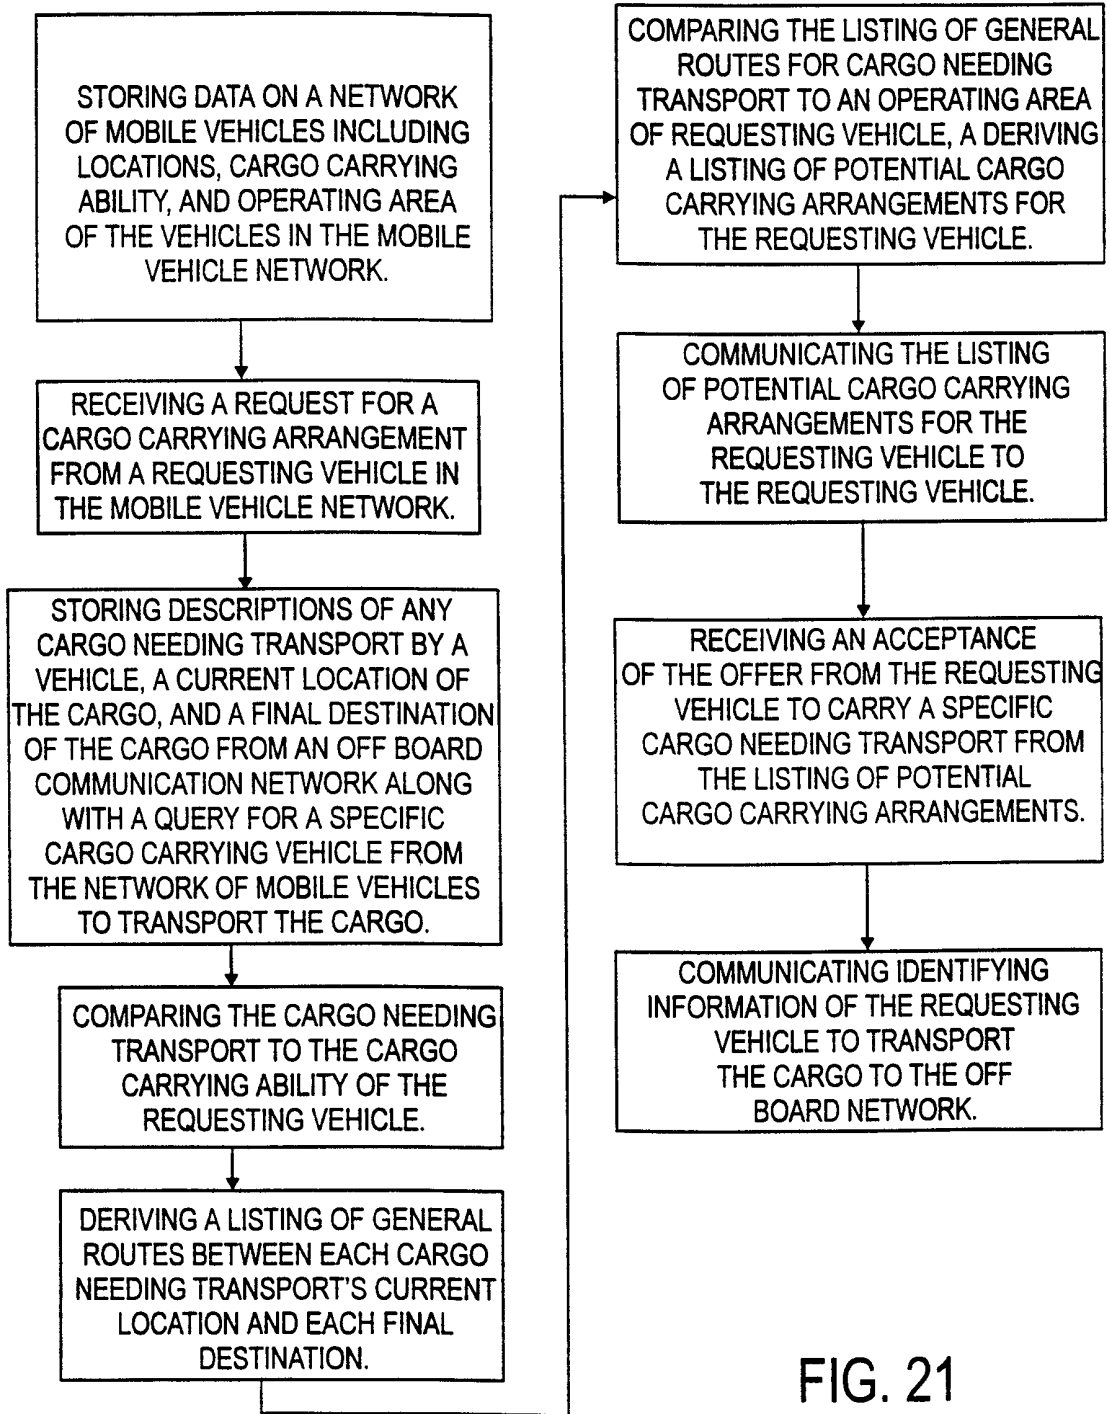 STORING DATA ON A NETWORK
OF MOBILE VEHICLES INCLUDING
LOCATIONS, CARGO CARRYING
ABILITY, AND OPERATING AREA
OF THE VEHICLES IN THE MOBILE
VEHICLE NETWORK.
RECEIVING A REQUEST FOR A
CARGO CARRYING ARRANGEMENT
FROM A REQUESTING VEHICLE IN
THE MOBILE VEHICLE NETWORK.
STORING DESCRIPTIONS OF ANY
CARGO NEEDING TRANSPORT BY A
VEHICLE, A CURRENT LOCATION OF
THE CARGO, AND A FINAL DESTINATION
OF THE CARGO FROM AN OFF BOARD
COMMUNICATION NETWORK ALONG
WITH A QUERY FOR A SPECIFIC
CARGO CARRYING VEHICLE FROM
THE NETWORK OF MOBILE VEHICLES
TO TRANSPORT THE CARGO.
COMPARING THE CARGO NEEDING
TRANSPORT TO THE CARGO
CARRYING ABILITY OF THE
REQUESTING VEHICLE.
DERIVING A LISTING OF GENERAL
ROUTES BETWEEN EACH CARGO
NEEDING TRANSPORT'S CURRENT
LOCATION AND EACH FINAL
DESTINATION.
COMPARING THE LISTING OF GENERAL
ROUTES FOR CARGO NEEDING
TRANSPORT TO AN OPERATING AREA
OF REQUESTING VEHICLE, A DERIVING
A LISTING OF POTENTIAL CARGO
CARRYING ARRANGEMENTS FOR
THE REQUESTING VEHICLE.
COMMUNICATING THE LISTING
OF POTENTIAL CARGO CARRYING
ARRANGEMENTS FOR THE
REQUESTING VEHICLE TO
THE REQUESTING VEHICLE.
RECEIVING AN ACCEPTANCE
OF THE OFFER FROM THE REQUESTING
VEHICLE TO CARRY A SPECIFIC
CARGO NEEDING TRANSPORT FROM
THE LISTING OF POTENTIAL
CARGO CARRYING ARRANGEMENTS.
COMMUNICATING IDENTIFYING
INFORMATION OF THE REQUESTING
VEHICLE TO TRANSPORT
THE CARGO TO THE OFF
BOARD NETWORK.
FIG. 21